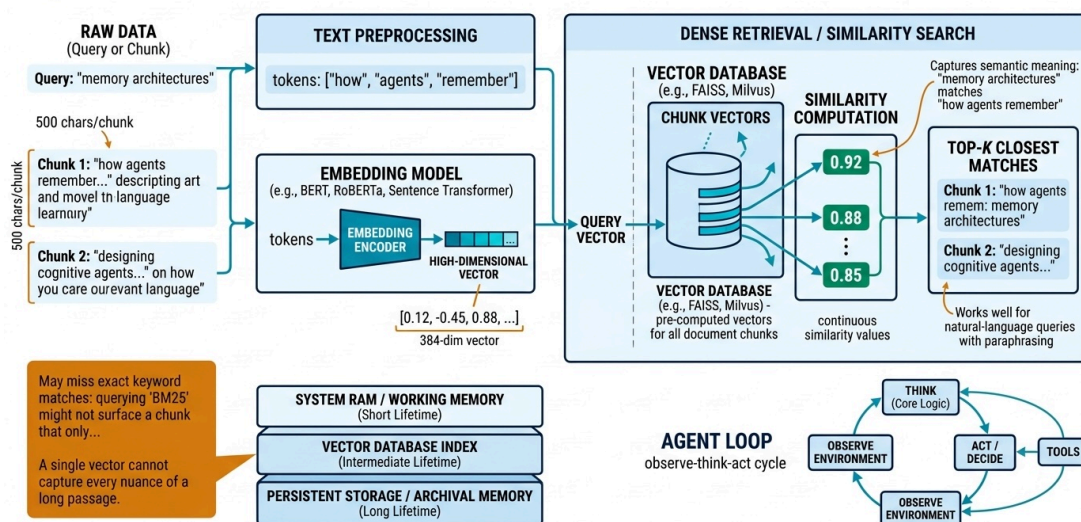 RAW DATA
(Query or Chunk)
Query: "memory architectures"
500 chars/chunk
500 chars/chunk
Chunk 1: "how agents
remember..." descripting art
and movel th language
learnury"
Chunk 2: "designing
cognitive agents..." on how
you care ourevant language"
TEXT PREPROCESSING
tokens: ["how", "agents", "remember"]
EMBEDDING MODEL
(e.g., BERT, RoBERTa, Sentence Transformer)
tokens
EMBEDDING
ENCODER
...
HIGH-DIMENSIONAL
VECTOR
[0.12, -0.45, 0.88, ...]
384-dim vector
DENSE RETRIEVAL / SIMILARITY SEARCH
QUERY
VECTOR
VECTOR DATABASE
(e.g., FAISS, Milvus)
CHUNK VECTORS
VECTOR DATABASE
(e.g., FAISS, Milvus) -
pre-computed vectors
for all document chunks
SIMILARITY
COMPUTATION
0.92
0.88
0.85
continuous
similarity values
Captures semantic meaning:
"memory architectures"
matches
"how agents remember"
TOP-K CLOSEST
MATCHES
Chunk 1: "how agents
remem: memory
architectures"
Chunk 2: "designing
cognitive agents..."
Works well for
natural-language queries
with paraphrasing
May miss exact keyword
matches: querying 'BM25'
might not surface a chunk
that only...
A single vector cannot
capture every nuance of a
long passage.
SYSTEM RAM / WORKING MEMORY
(Short Lifetime)
VECTOR DATABASE INDEX
(Intermediate Lifetime)
PERSISTENT STORAGE / ARCHIVAL MEMORY
(Long Lifetime)
AGENT LOOP
observe-think-act cycle
THINK
(Core Logic)
OBSERVE
ENVIRONMENT
ACT /
DECIDE
TOOLS
OBSERVE
ENVIRONMENT